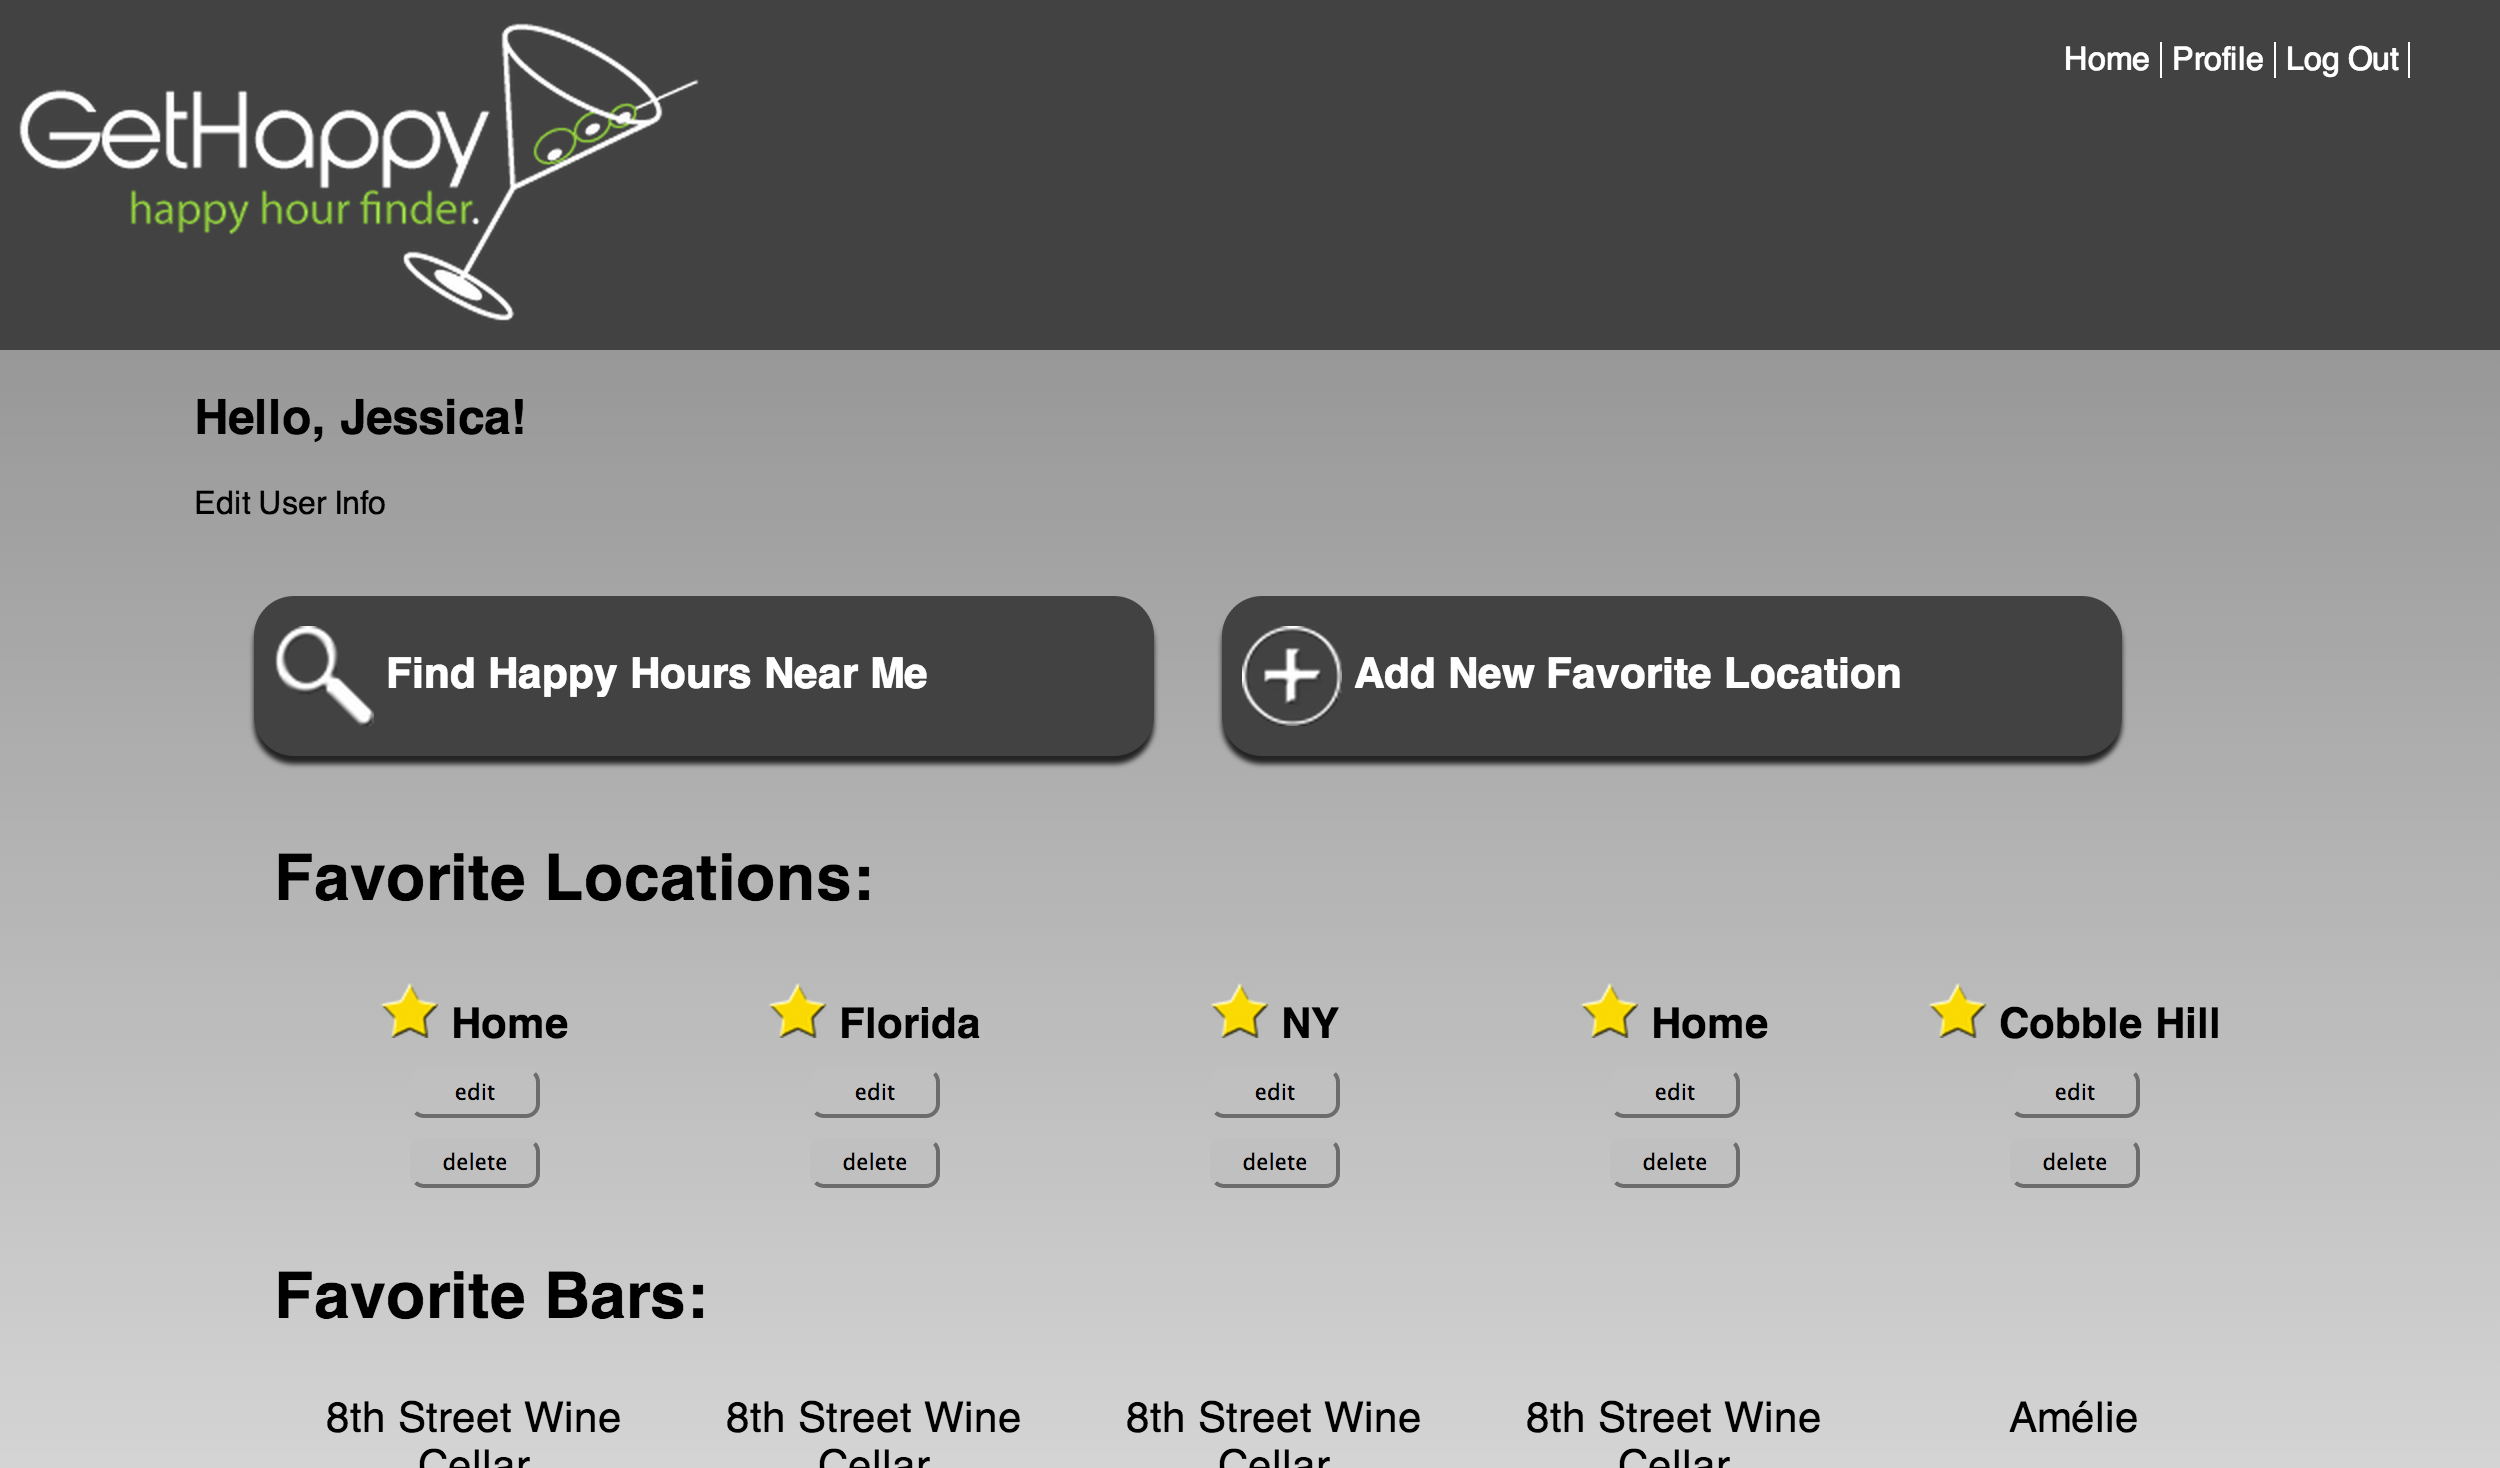 Home | Profile | Log Out |
GetHappy
happy hour finder.
Hello, Jessica!
Edit User Info
Find Happy Hours Near Me
Add New Favorite Location
Favorite Locations:
Home Florida NY Home Cobble Hill
edit edit edit edit edit
delete delete delete delete delete
Favorite Bars:
8th Street Wine 8th Street Wine 8th Street Wine 8th Street Wine Amélie
Cellar Cellar Cellar Cellar